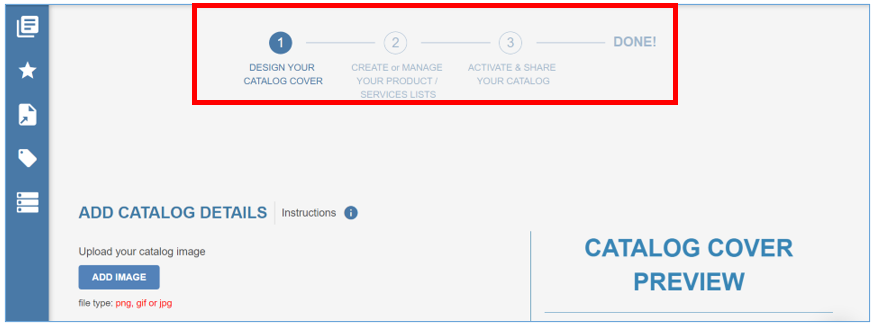 1
2
3
DONE!
DESIGN YOUR
CATALOG COVER
CREATE or MANAGE
YOUR PRODUCT /
SERVICES LISTS
ACTIVATE & SHARE
YOUR CATALOG
ADD CATALOG DETAILS
Instructions
i
Upload your catalog image
ADD IMAGE
file type: png, gif or jpg
CATALOG COVER
PREVIEW